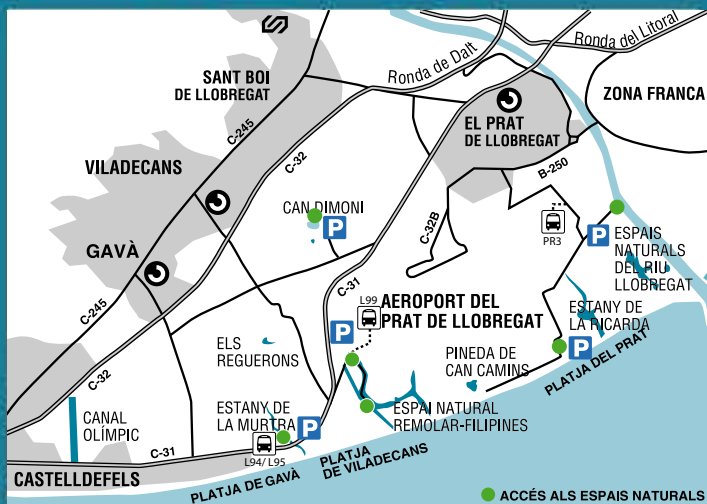 SANT BOI
DE LLOBREGAT
Ronda de Dalt
Ronda del Litoral
ZONA FRANCA
EL PRAT
DE LLOBREGAT
C-245
C-32
VILADECANS
B-250
CAN DIMONI
P
C-32B
PR3
P
ESPAIS
NATURALS
DEL RIU
LLOBREGAT
GAVÀ
C-31
L99
AEROPORT DEL
PRAT DE LLOBREGAT
P
C-245
ESTANY DE
LA RICARDA
P
PLATJA DEL PRAT
ELS
REGUERONS
PINEDA DE
CAN CAMINS
C-32
CANAL
OLÍMPIC
ESTANY DE
LA MURTRA
P
ESPAI NATURAL
REMOLAR-FILIPINES
C-31
L94/ L95
PLATJA
DE VILADECANS
CASTELLDEFELS
PLATJA DE GAVÀ
ACCÉS ALS ESPAIS NATURALS